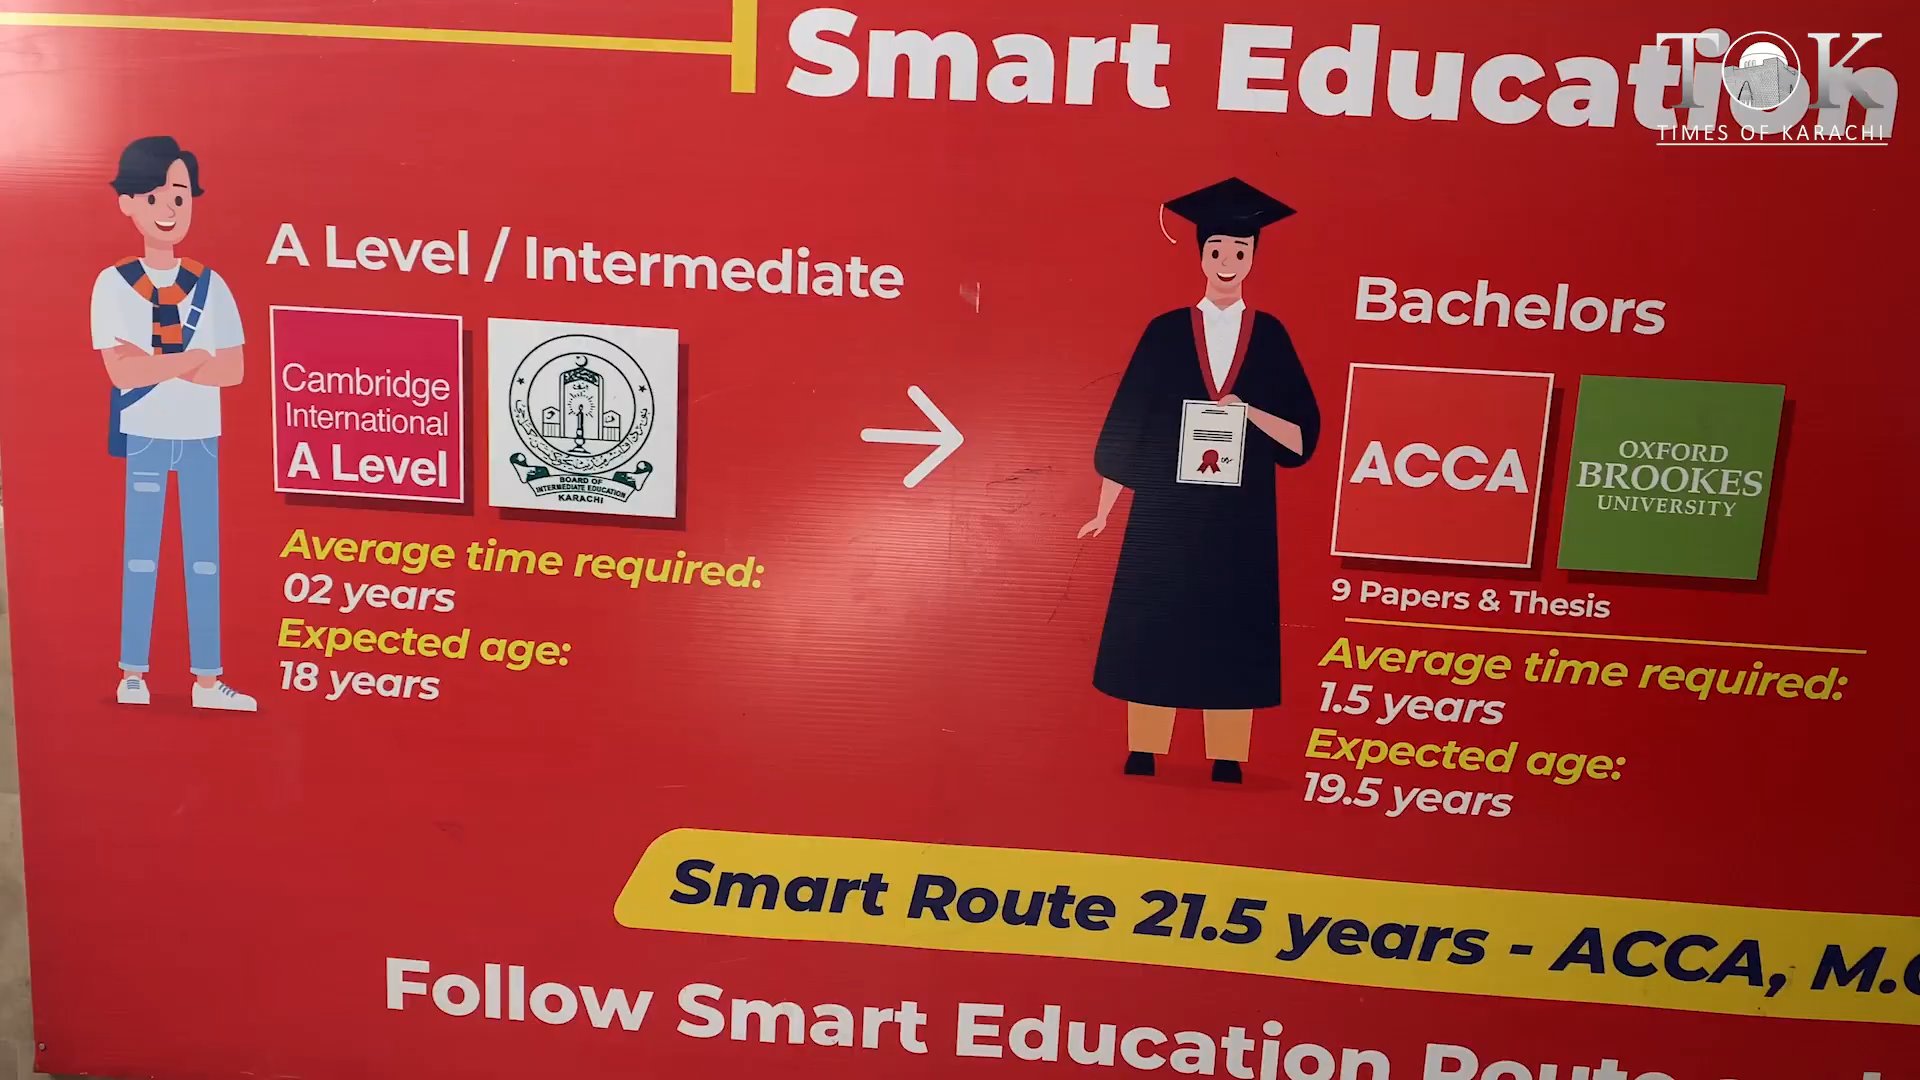 Smart Education
TOK
TIMES OF KARACHI
A Level / Intermediate
Cambridge
International
A Level
BOARD OF
INTERMEDIATE EDUCATION
KARACHI
Average time required:
02 years
Expected age:
18 years
Bachelors
ACCA
OXFORD
BROOKES
UNIVERSITY
9 Papers & Thesis
Average time required:
1.5 years
Expected age:
19.5 years
Smart Route 21.5 years - ACCA, M.
Follow Smart Education Route